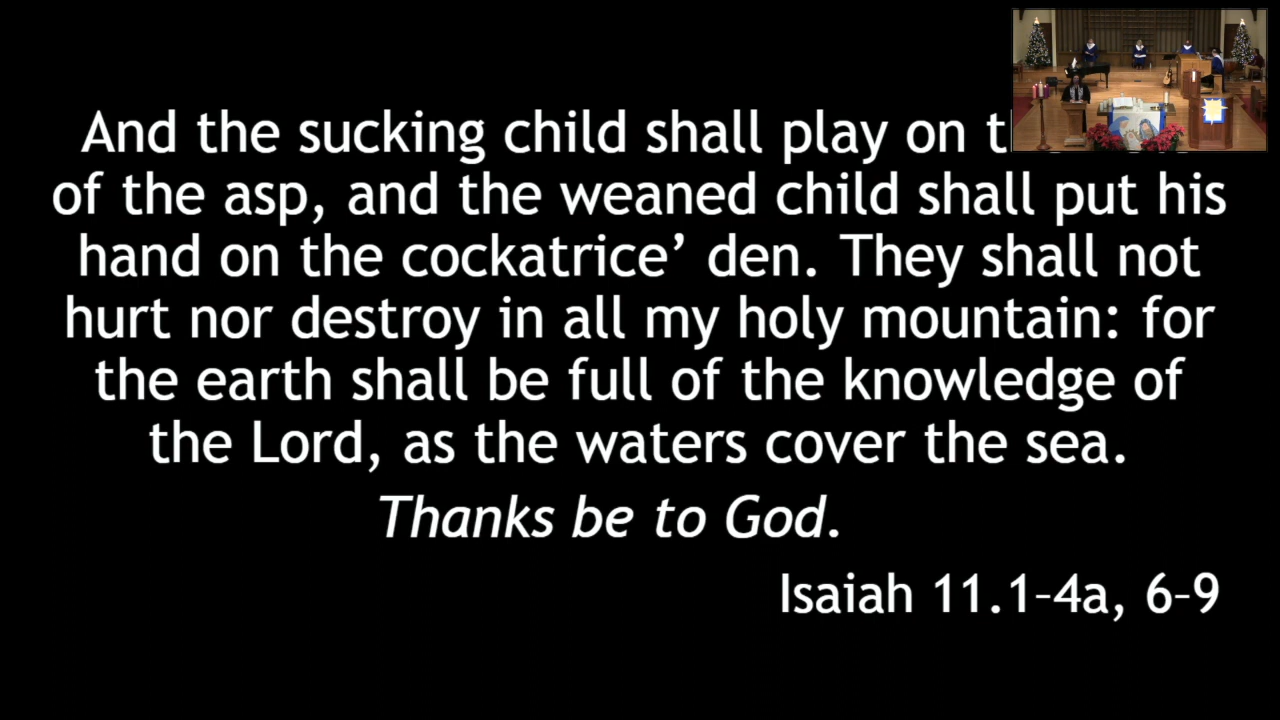 And the sucking child shall play on
of the asp, and the weaned child shall put his
hand on the cockatrice’ den. They shall not
hurt nor destroy in all my holy mountain: for
the earth shall be full of the knowledge of
the Lord, as the waters cover the sea.
Thanks be to God.
Isaiah 11.1–4a, 6–9